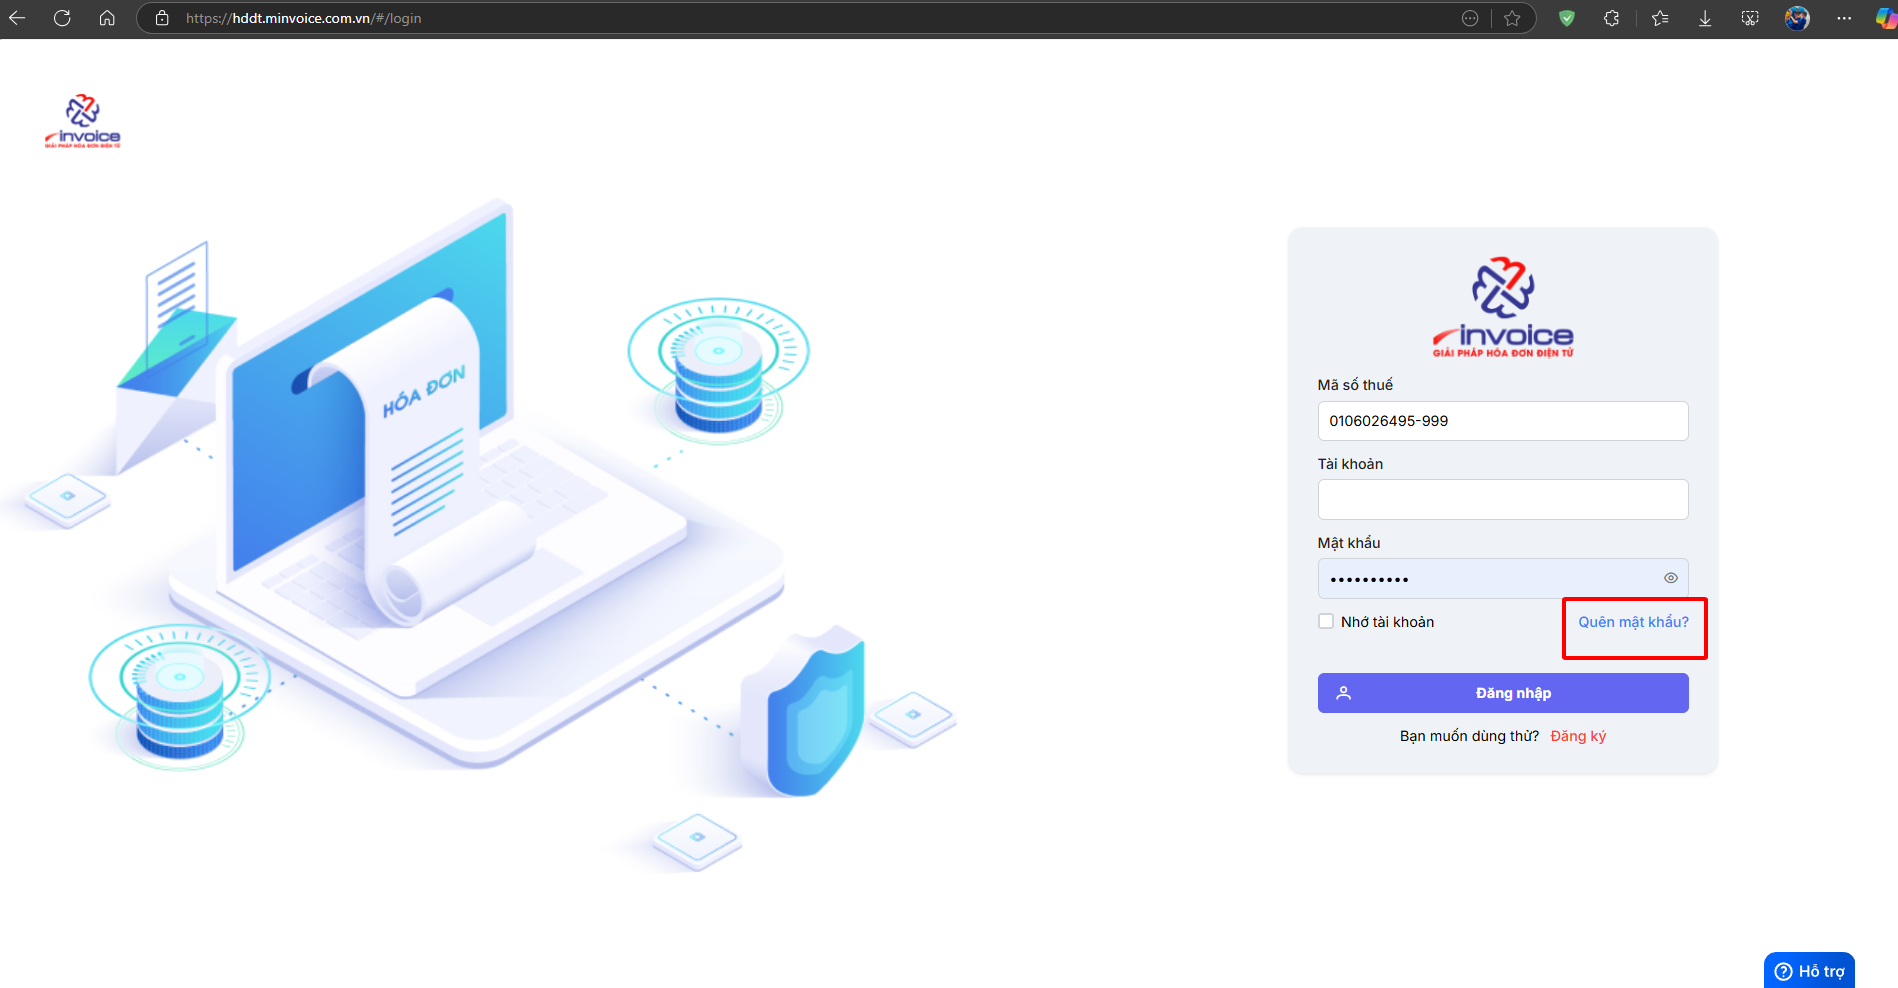 https://hddt.minvoice.com.vn/#/login
invoice
GIẢI PHÁP HÓA ĐƠN ĐIỆN TỬ
HÓA ĐƠN
invoice
GIẢI PHÁP HÓA ĐƠN ĐIỆN TỬ
Mã số thuế
0106026495-999
Tài khoản
Mật khẩu
••••••••••
Nhớ tài khoản
Quên mật khẩu?
Đăng nhập
Bạn muốn dùng thử? Đăng ký
Hỗ trợ